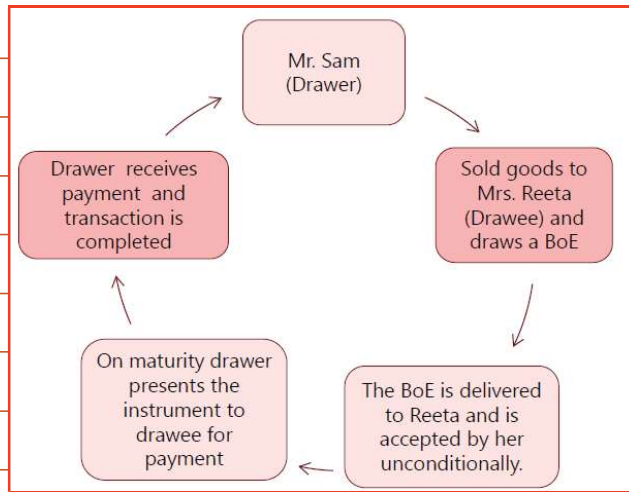 Mr. Sam
(Drawer)
Sold goods to
Mrs. Reeta
(Drawee) and
draws a BoE
The BoE is delivered
to Reeta and is
accepted by her
unconditionally.
On maturity drawer
presents the
instrument to
drawee for
payment
Drawer receives
payment and
transaction is
completed